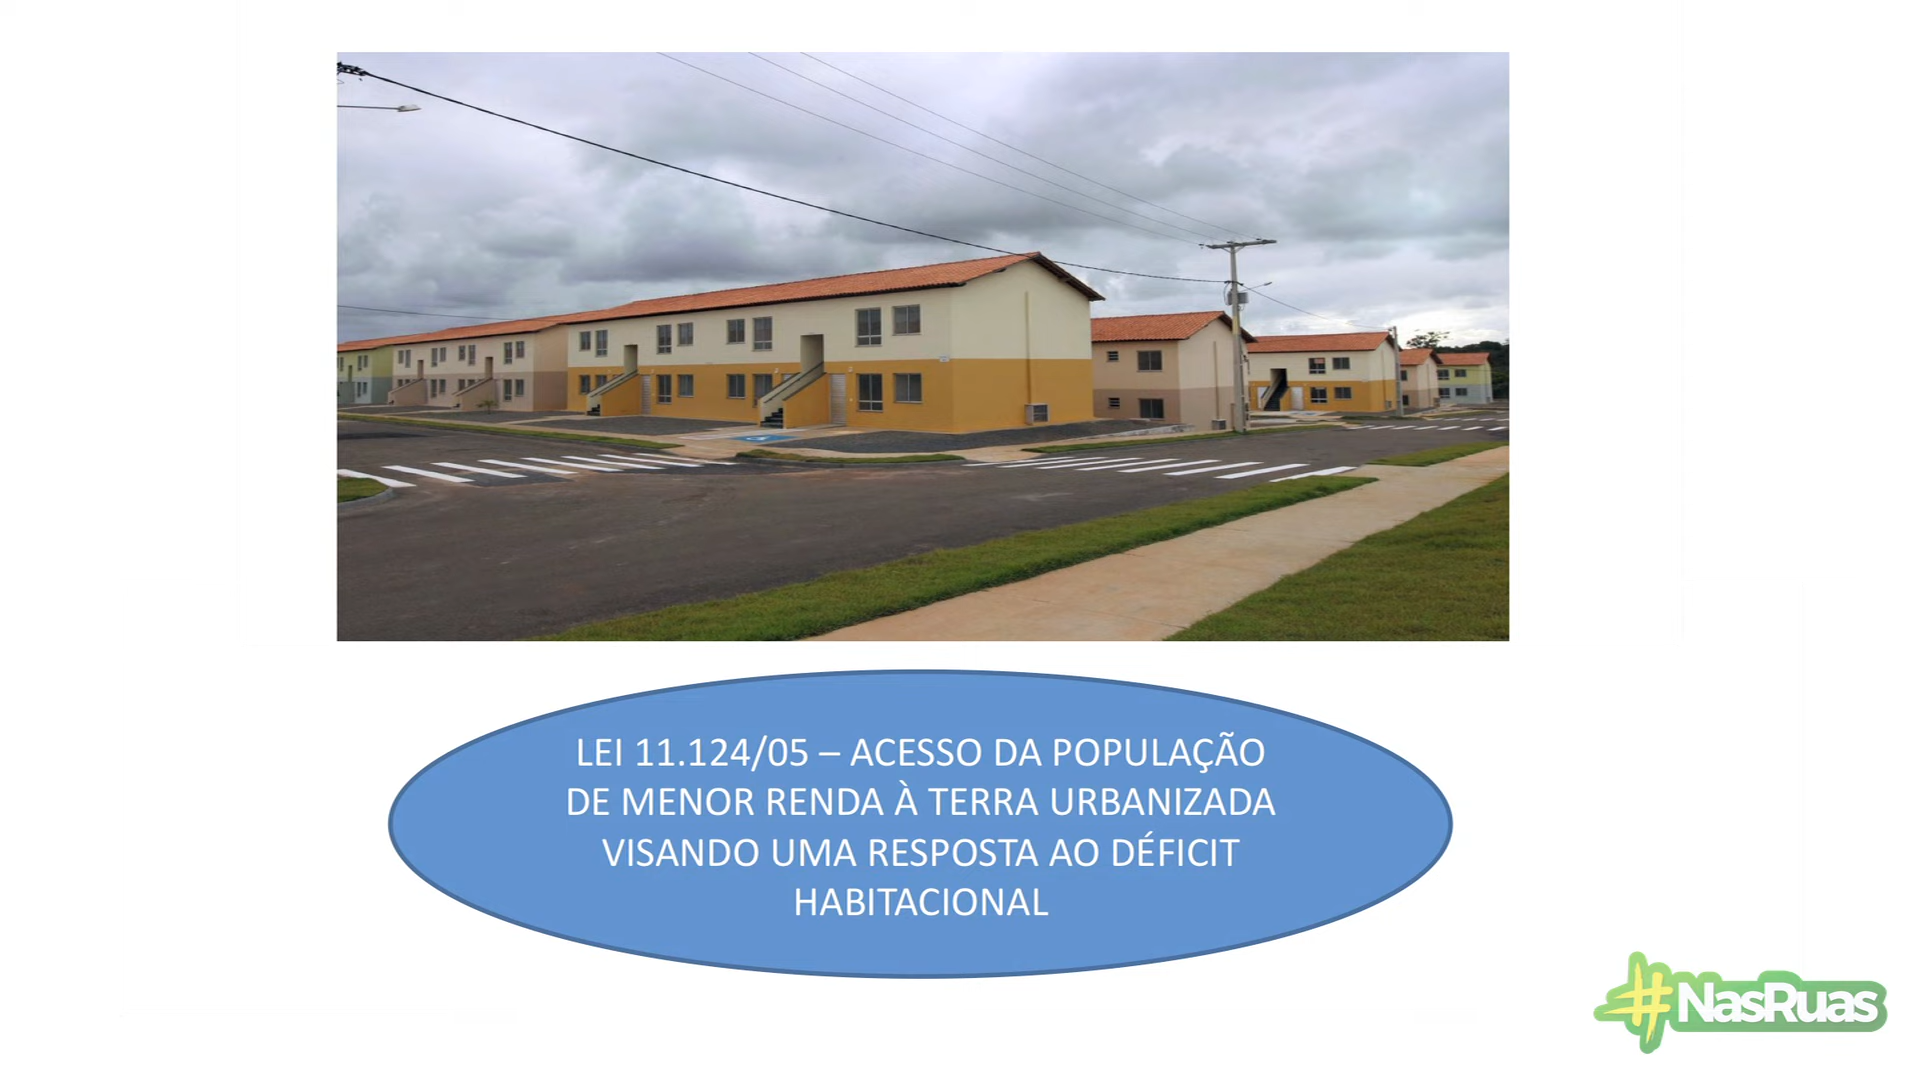 LEI 11.124/05 – ACESSO DA POPULAÇÃO
DE MENOR RENDA À TERRA URBANIZADA
VISANDO UMA RESPOSTA AO DÉFICIT
HABITACIONAL
#NasRuas